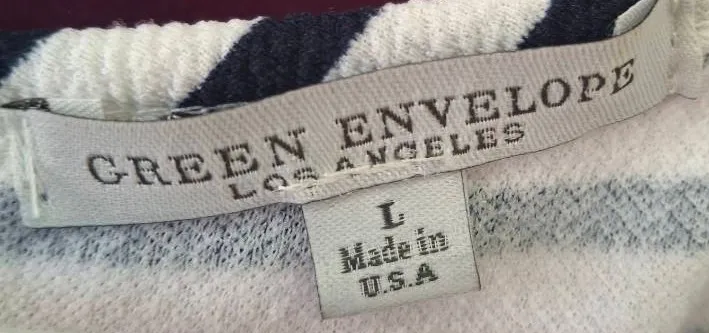 GREEN ENVELOPE
LOS ANGELES
L
Made in
U.S.A